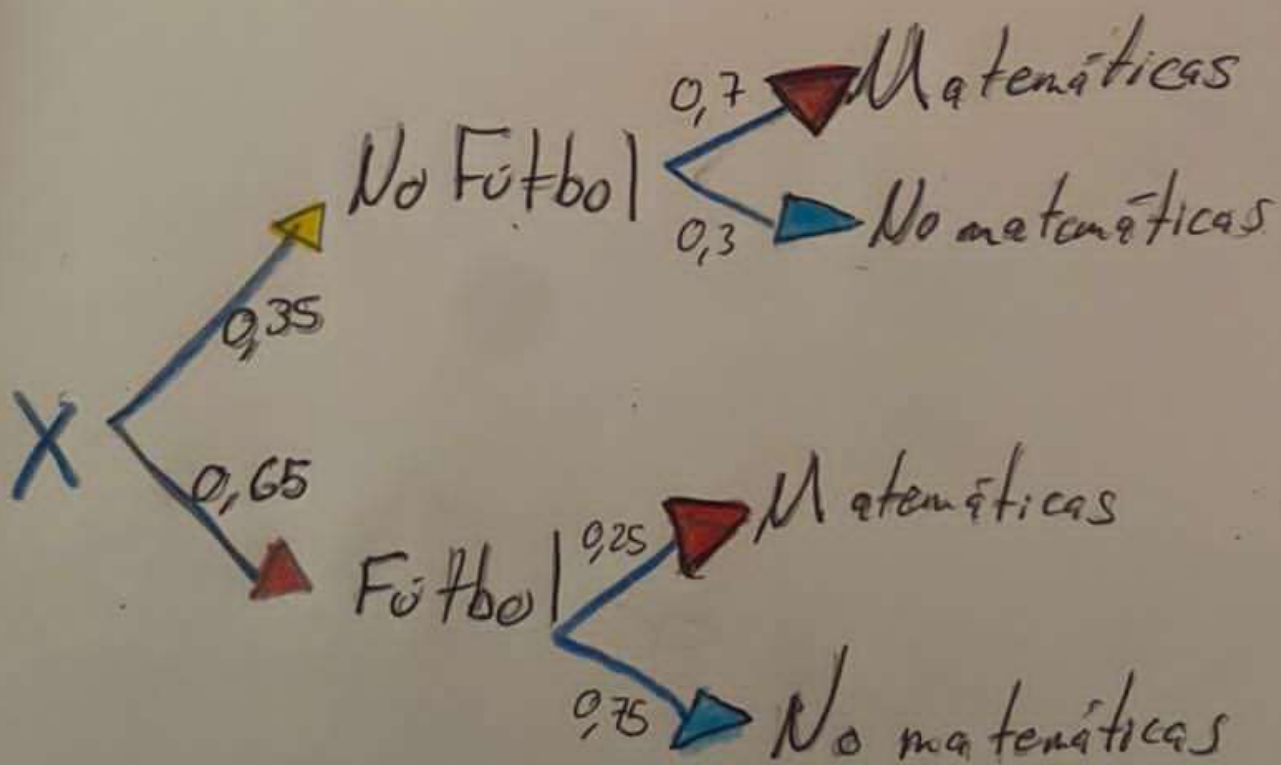 0,7 Matemáticas
No Fútbol
0,3 No matemáticas
0,35
X
0,65
0,25 Matemáticas
Fútbol
0,75 No matemáticas